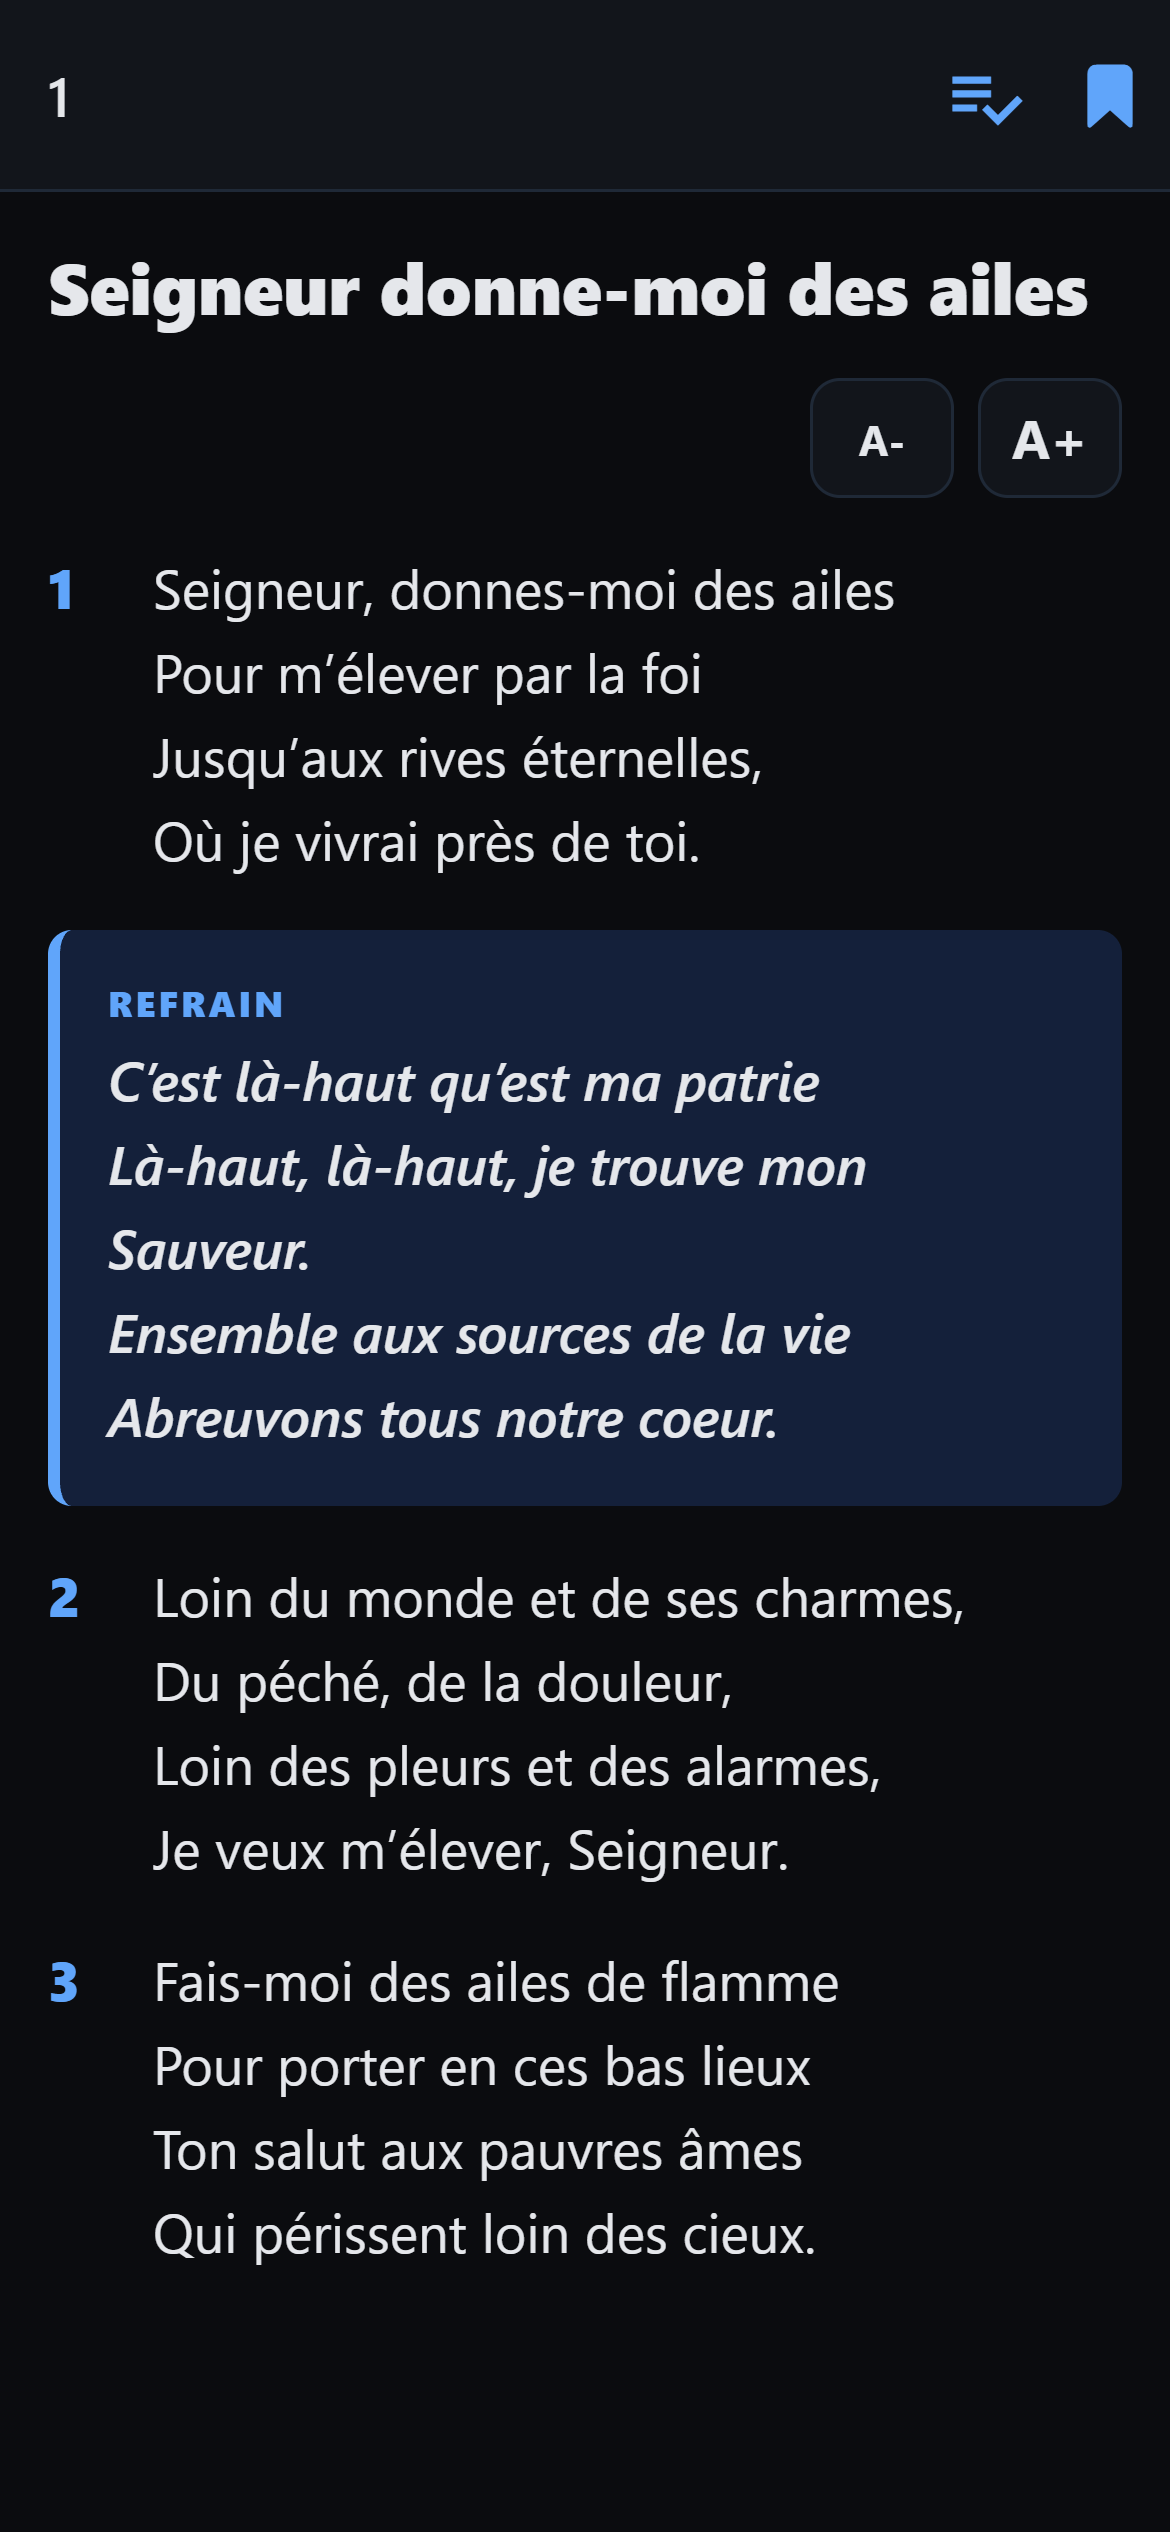 1
Seigneur donne-moi des ailes
A-
A+
1
Seigneur, donnes-moi des ailes
Pour m’élever par la foi
Jusqu’aux rives éternelles,
Où je vivrai près de toi.
REFRAIN
C’est là-haut qu’est ma patrie
Là-haut, là-haut, je trouve mon
Sauveur.
Ensemble aux sources de la vie
Abreuvons tous notre coeur.
2
Loin du monde et de ses charmes,
Du péché, de la douleur,
Loin des pleurs et des alarmes,
Je veux m’élever, Seigneur.
3
Fais-moi des ailes de flamme
Pour porter en ces bas lieux
Ton salut aux pauvres âmes
Qui périssent loin des cieux.